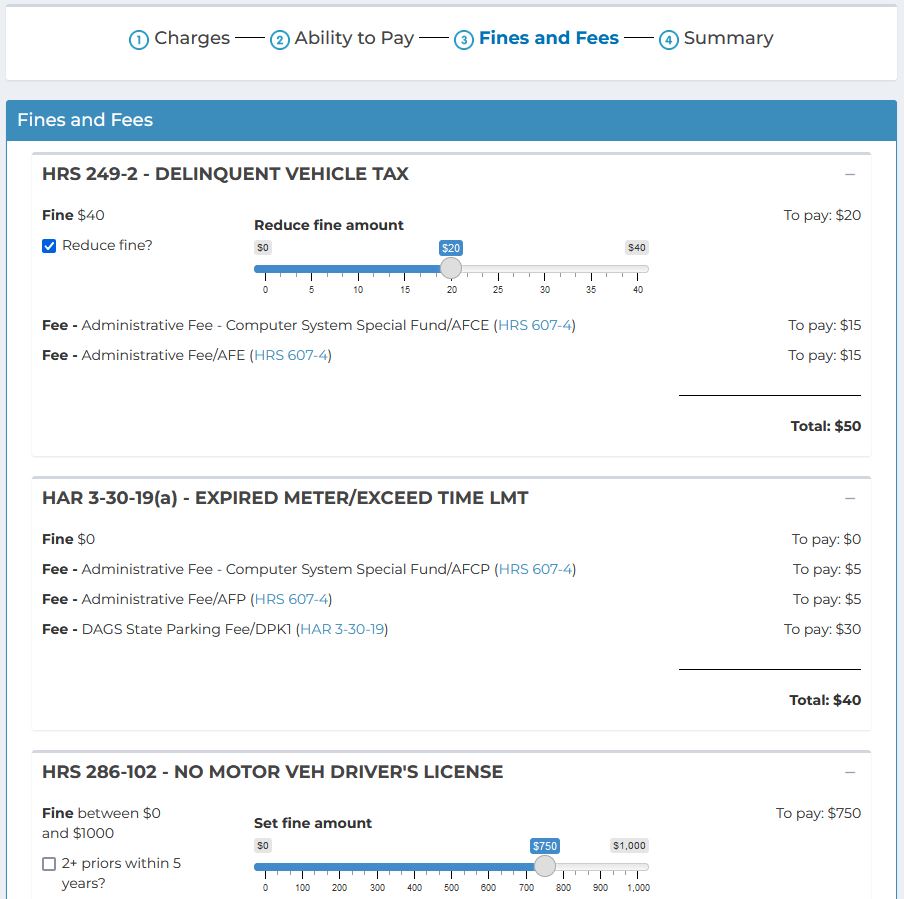 1 Charges 2 Ability to Pay 3 Fines and Fees 4 Summary
Fines and Fees
HRS 249-2 - DELINQUENT VEHICLE TAX
Fine $40
To pay: $20
Reduce fine?
Reduce fine amount
$0 $20 $40
0 5 10 15 20 25 30 35 40
Fee - Administrative Fee - Computer System Special Fund/AFCE (HRS 607-4) To pay: $15
Fee - Administrative Fee/AFE (HRS 607-4) To pay: $15
Total: $50
HAR 3-30-19(a) - EXPIRED METER/EXCEED TIME LMT
Fine $0 To pay: $0
Fee - Administrative Fee - Computer System Special Fund/AFCP (HRS 607-4) To pay: $5
Fee - Administrative Fee/AFP (HRS 607-4) To pay: $5
Fee - DAGS State Parking Fee/DPK1 (HAR 3-30-19) To pay: $30
Total: $40
HRS 286-102 - NO MOTOR VEH DRIVER'S LICENSE
Fine between $0
and $1000
To pay: $750
2+ priors within 5
years?
Set fine amount
$0 $750 $1,000
0 100 200 300 400 500 600 700 800 900 1,000